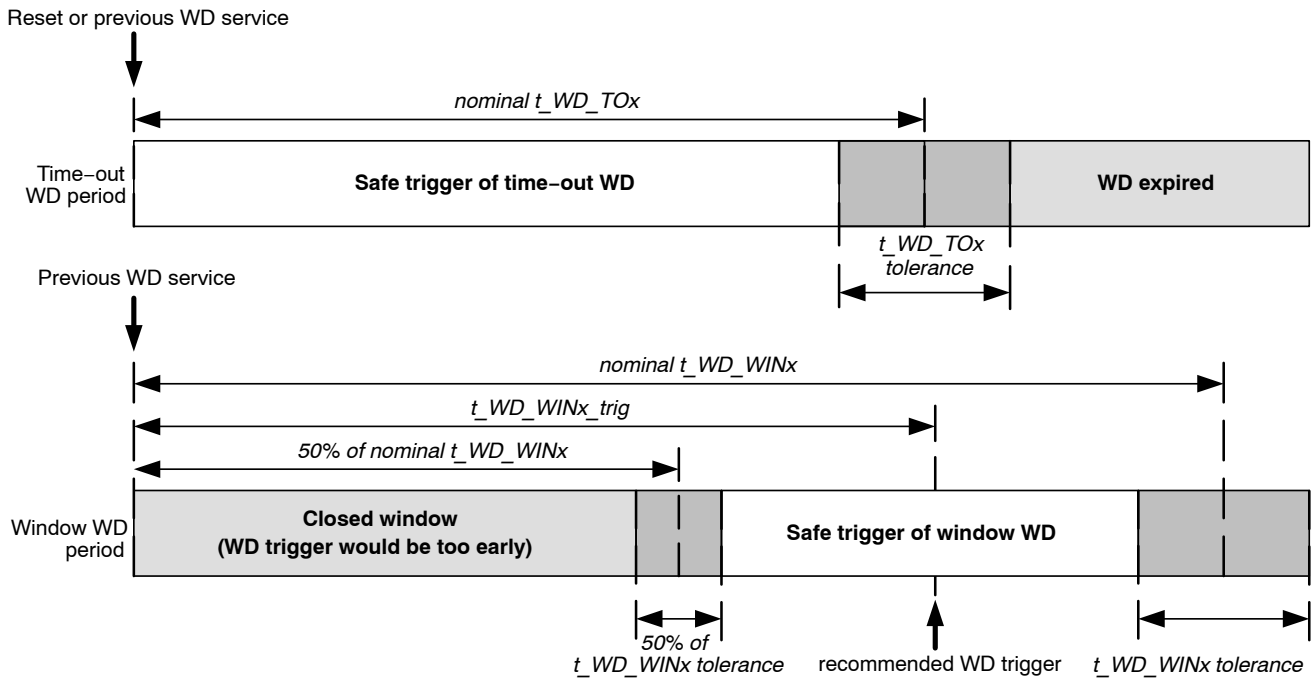 Reset or previous WD service
nominal t_WD_TOx
Time−out
WD period
Safe trigger of time−out WD
WD expired
t_WD_TOx
tolerance
Previous WD service
nominal t_WD_WINx
t_WD_WINx_trig
50% of nominal t_WD_WINx
Window WD
period
Closed window
(WD trigger would be too early)
Safe trigger of window WD
50% of
t_WD_WINx tolerance
recommended WD trigger
t_WD_WINx tolerance